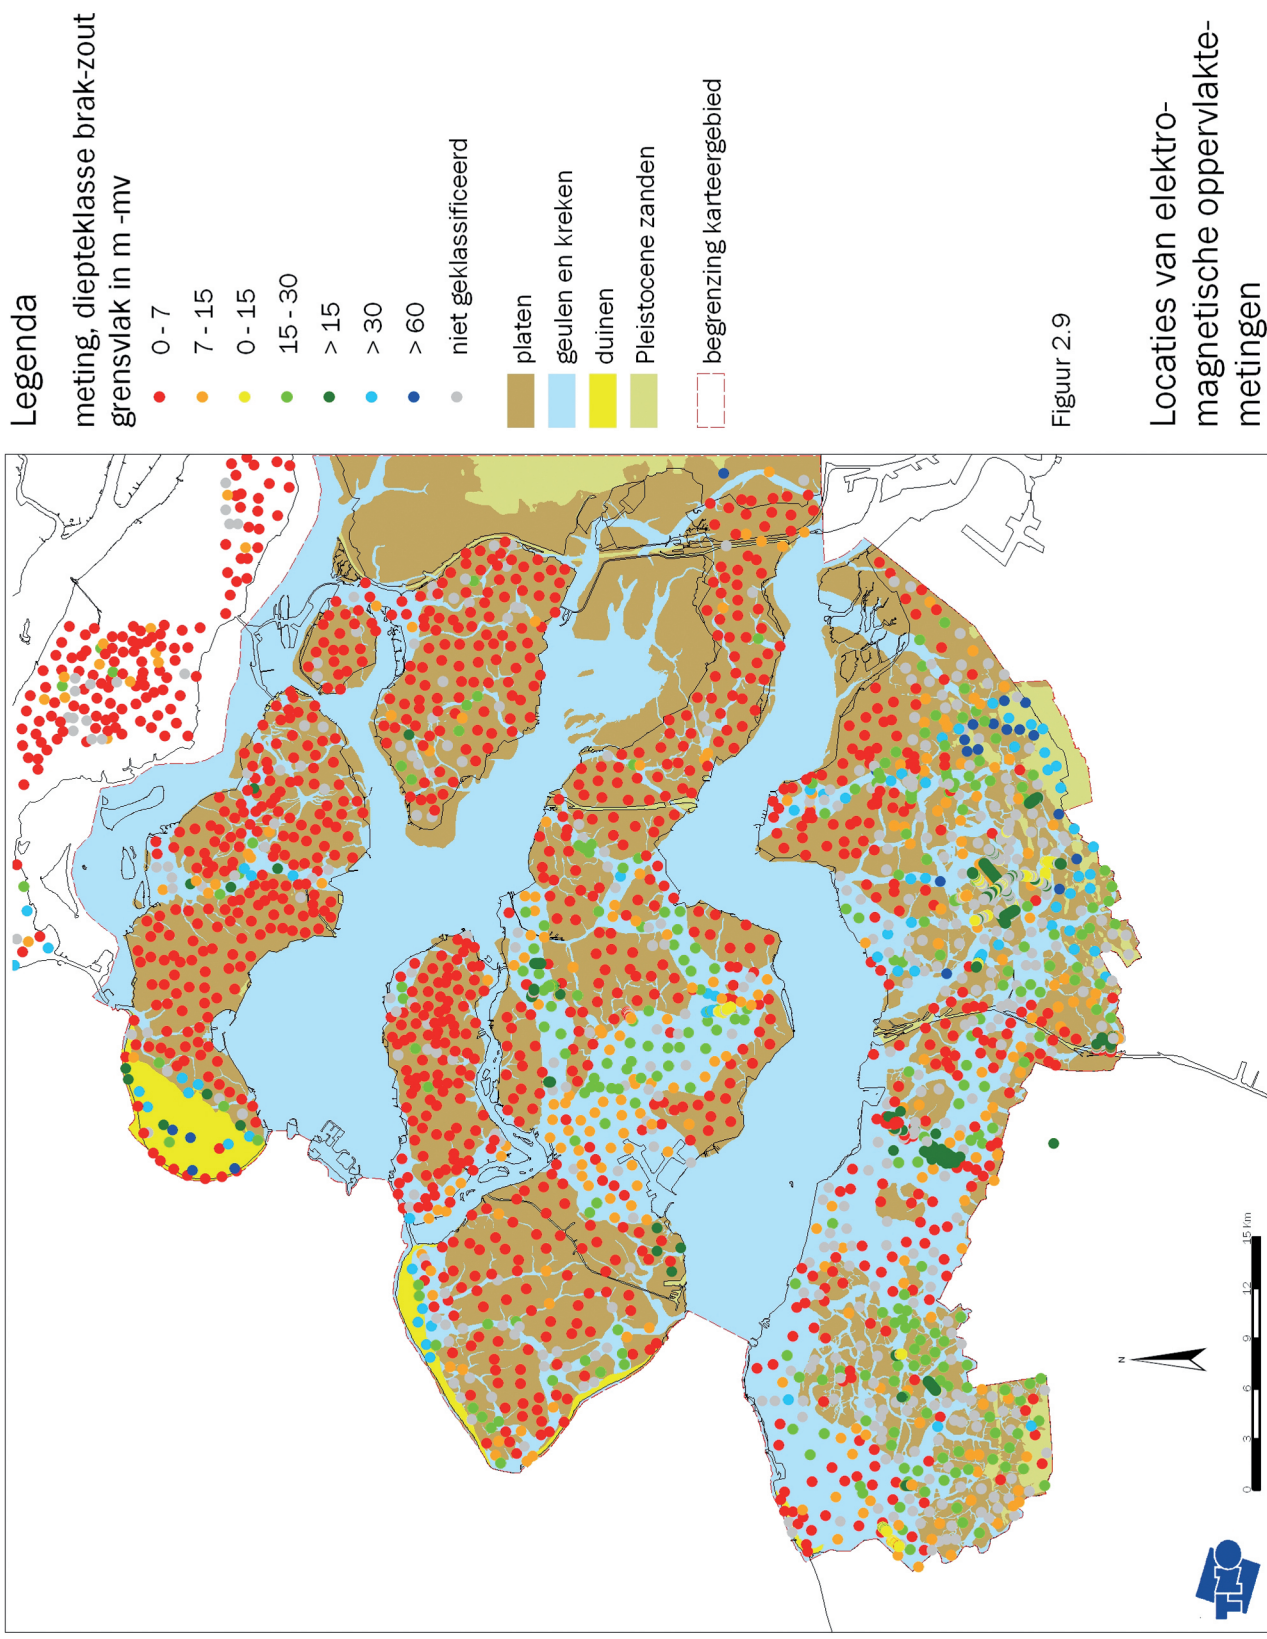 Legenda
meting, diepteklasse brak-zout
grensvlak in m -mv
0 - 7
7 - 15
0 - 15
15 - 30
> 15
> 30
> 60
niet geklassificeerd
platen
geulen en kreken
duinen
Pleistocene zanden
begrenzing karteergebied
Figuur 2.9
Locaties van elektro-
magnetische oppervlakte-
metingen
N
0 3 6 9 12 15 Km
TNO